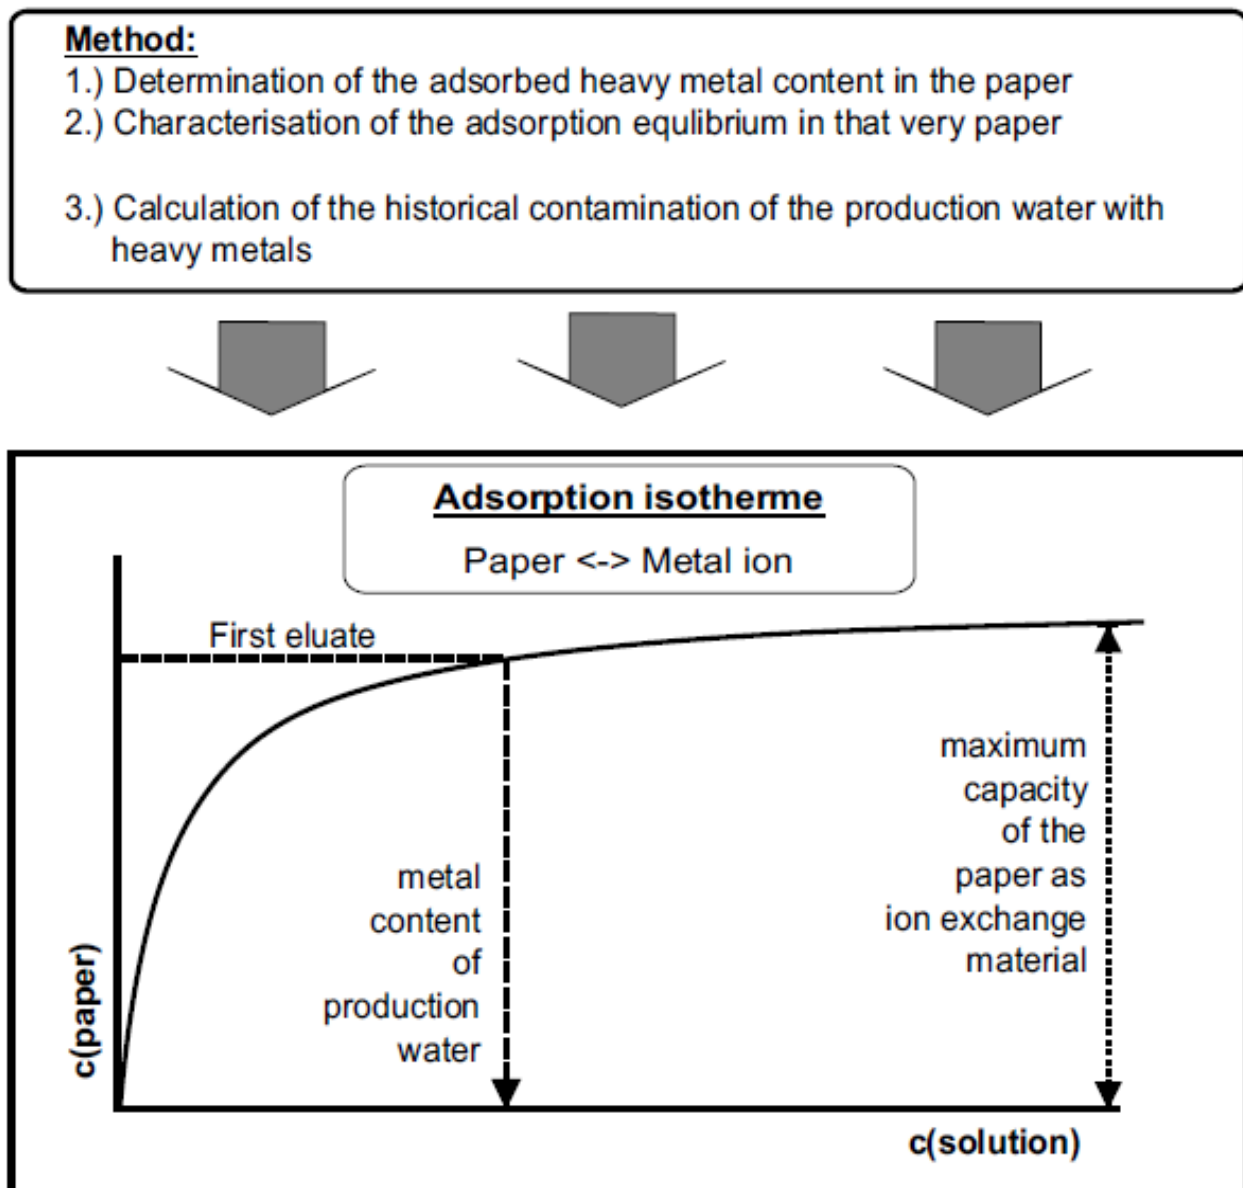 Method:
1.) Determination of the adsorbed heavy metal content in the paper
2.) Characterisation of the adsorption equlibrium in that very paper
3.) Calculation of the historical contamination of the production water with
heavy metals
Adsorption isotherme
Paper <-> Metal ion
First eluate
metal
content
of
production
water
maximum
capacity
of the
paper as
ion exchange
material
c(paper)
c(solution)